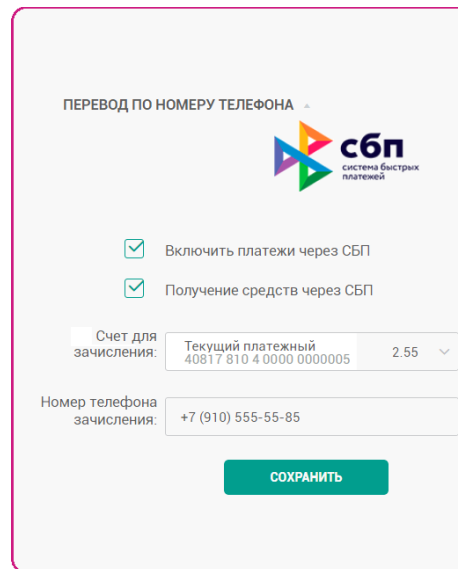 ПЕРЕВОД ПО НОМЕРУ ТЕЛЕФОНА
сбп
система быстрых
платежей
Включить платежи через СБП
Получение средств через СБП
Счет для
зачисления:
Текущий платежный
40817 810 4 0000 0000005
2.55
Номер телефона
зачисления:
+7 (910) 555-55-85
СОХРАНИТЬ